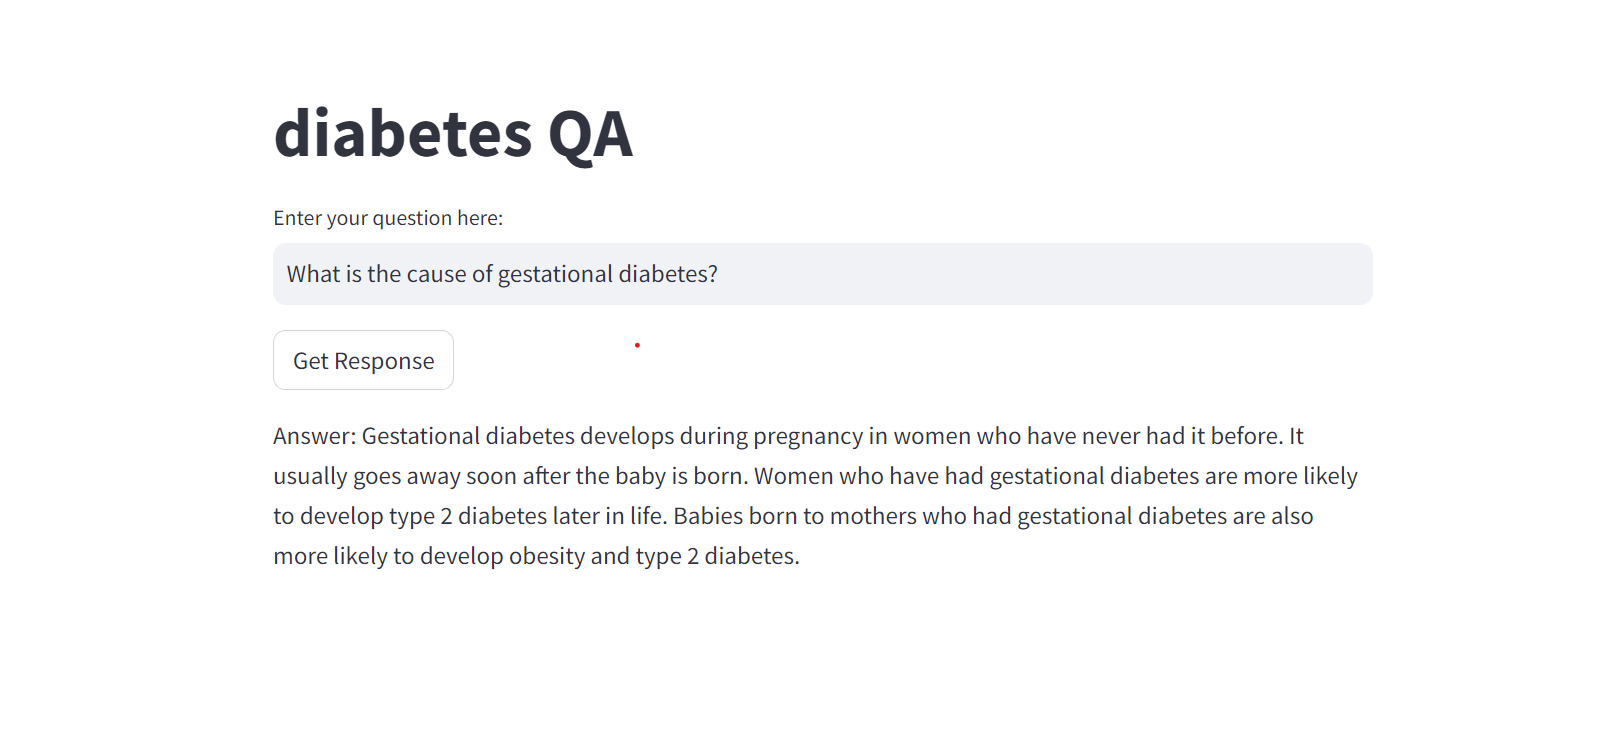 diabetes QA
Enter your question here:
What is the cause of gestational diabetes?
Get Response
Answer: Gestational diabetes develops during pregnancy in women who have never had it before. It
usually goes away soon after the baby is born. Women who have had gestational diabetes are more likely
to develop type 2 diabetes later in life. Babies born to mothers who had gestational diabetes are also
more likely to develop obesity and type 2 diabetes.